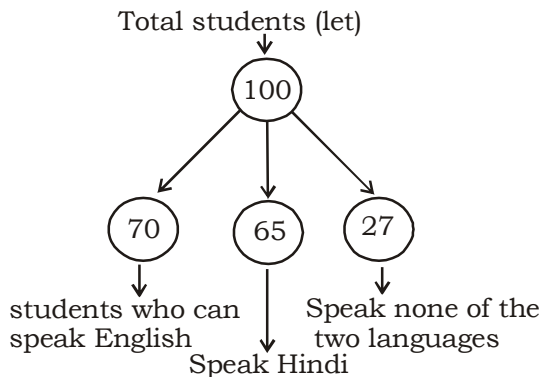 Total students (let)
100
70
65
27
students who can
speak English
Speak none of the
two languages
Speak Hindi